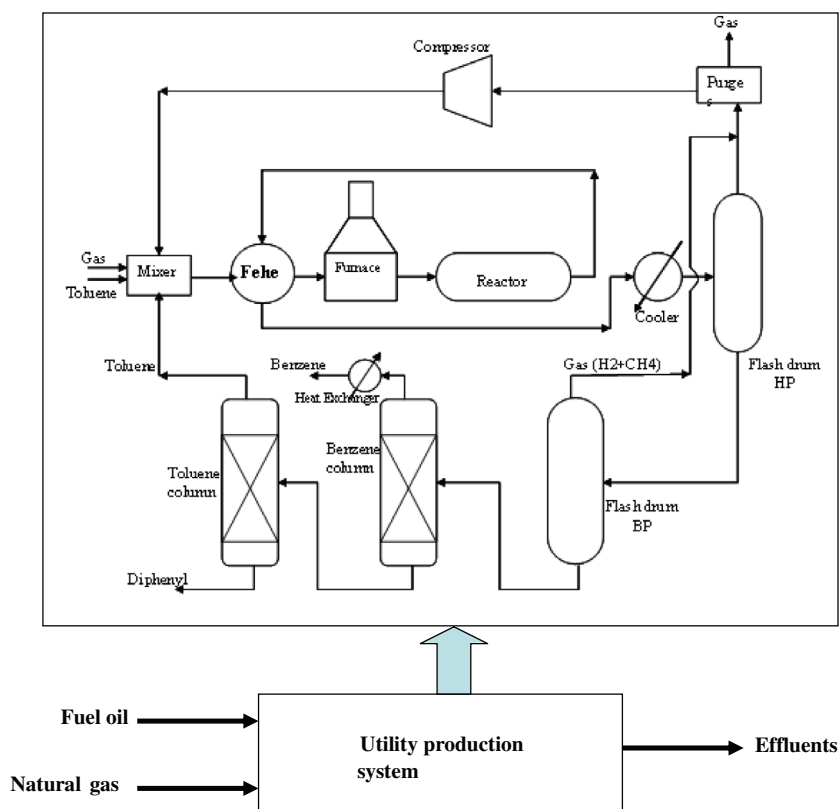 Gas
Compressor
Purge
s
Gas
Toluene
Mixer
Fehe
Furnace
Reactor
Cooler
Toluene
Benzene
Heat Exchanger
Gas (H2+CH4)
Flash drum
HP
Toluene
column
Benzene
column
Flash drum
BP
Diphenyl
Fuel oil
Natural gas
Utility production
system
Effluents